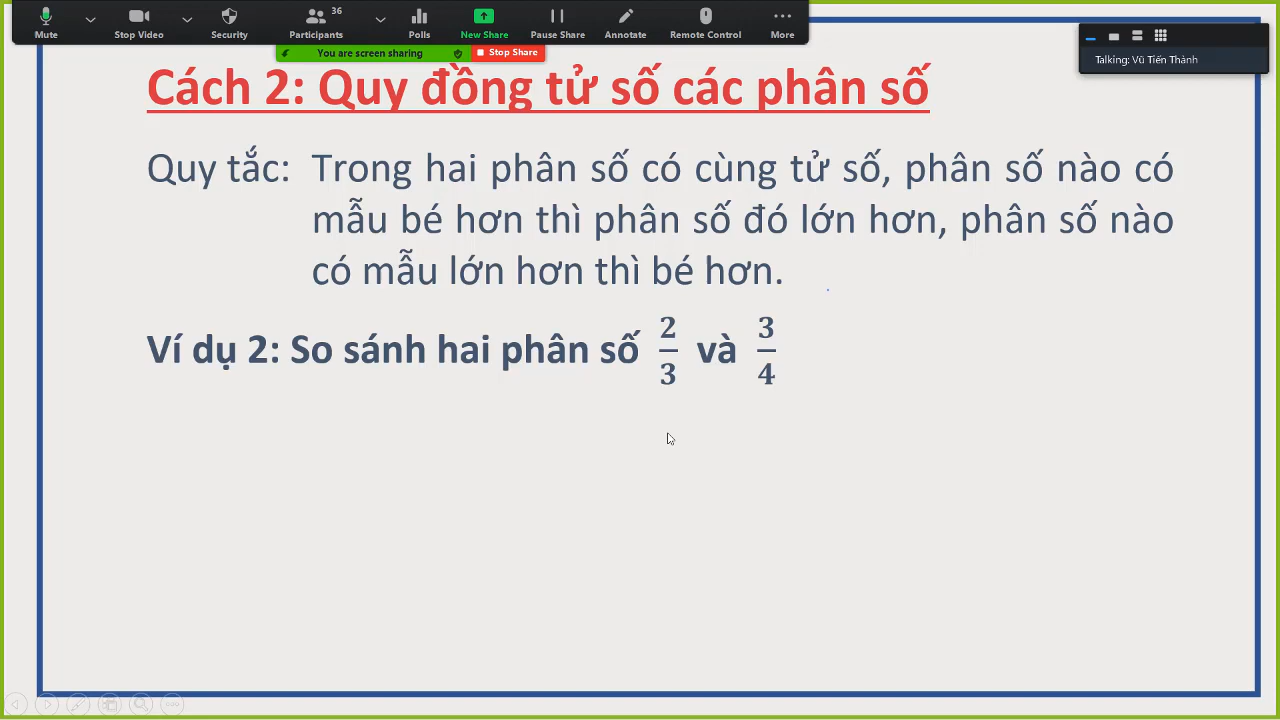 Mute
Stop Video
Security
Participants
36
Polls
New Share
Pause Share
Annotate
Remote Control
More
You are screen sharing
Stop Share
Talking: Vũ Tiến Thành
Cách 2: Quy đồng tử số các phân số
Quy tắc: Trong hai phân số có cùng tử số, phân số nào có
mẫu bé hơn thì phân số đó lớn hơn, phân số nào
có mẫu lớn hơn thì bé hơn.
Ví dụ 2: So sánh hai phân số 2/3 và 3/4